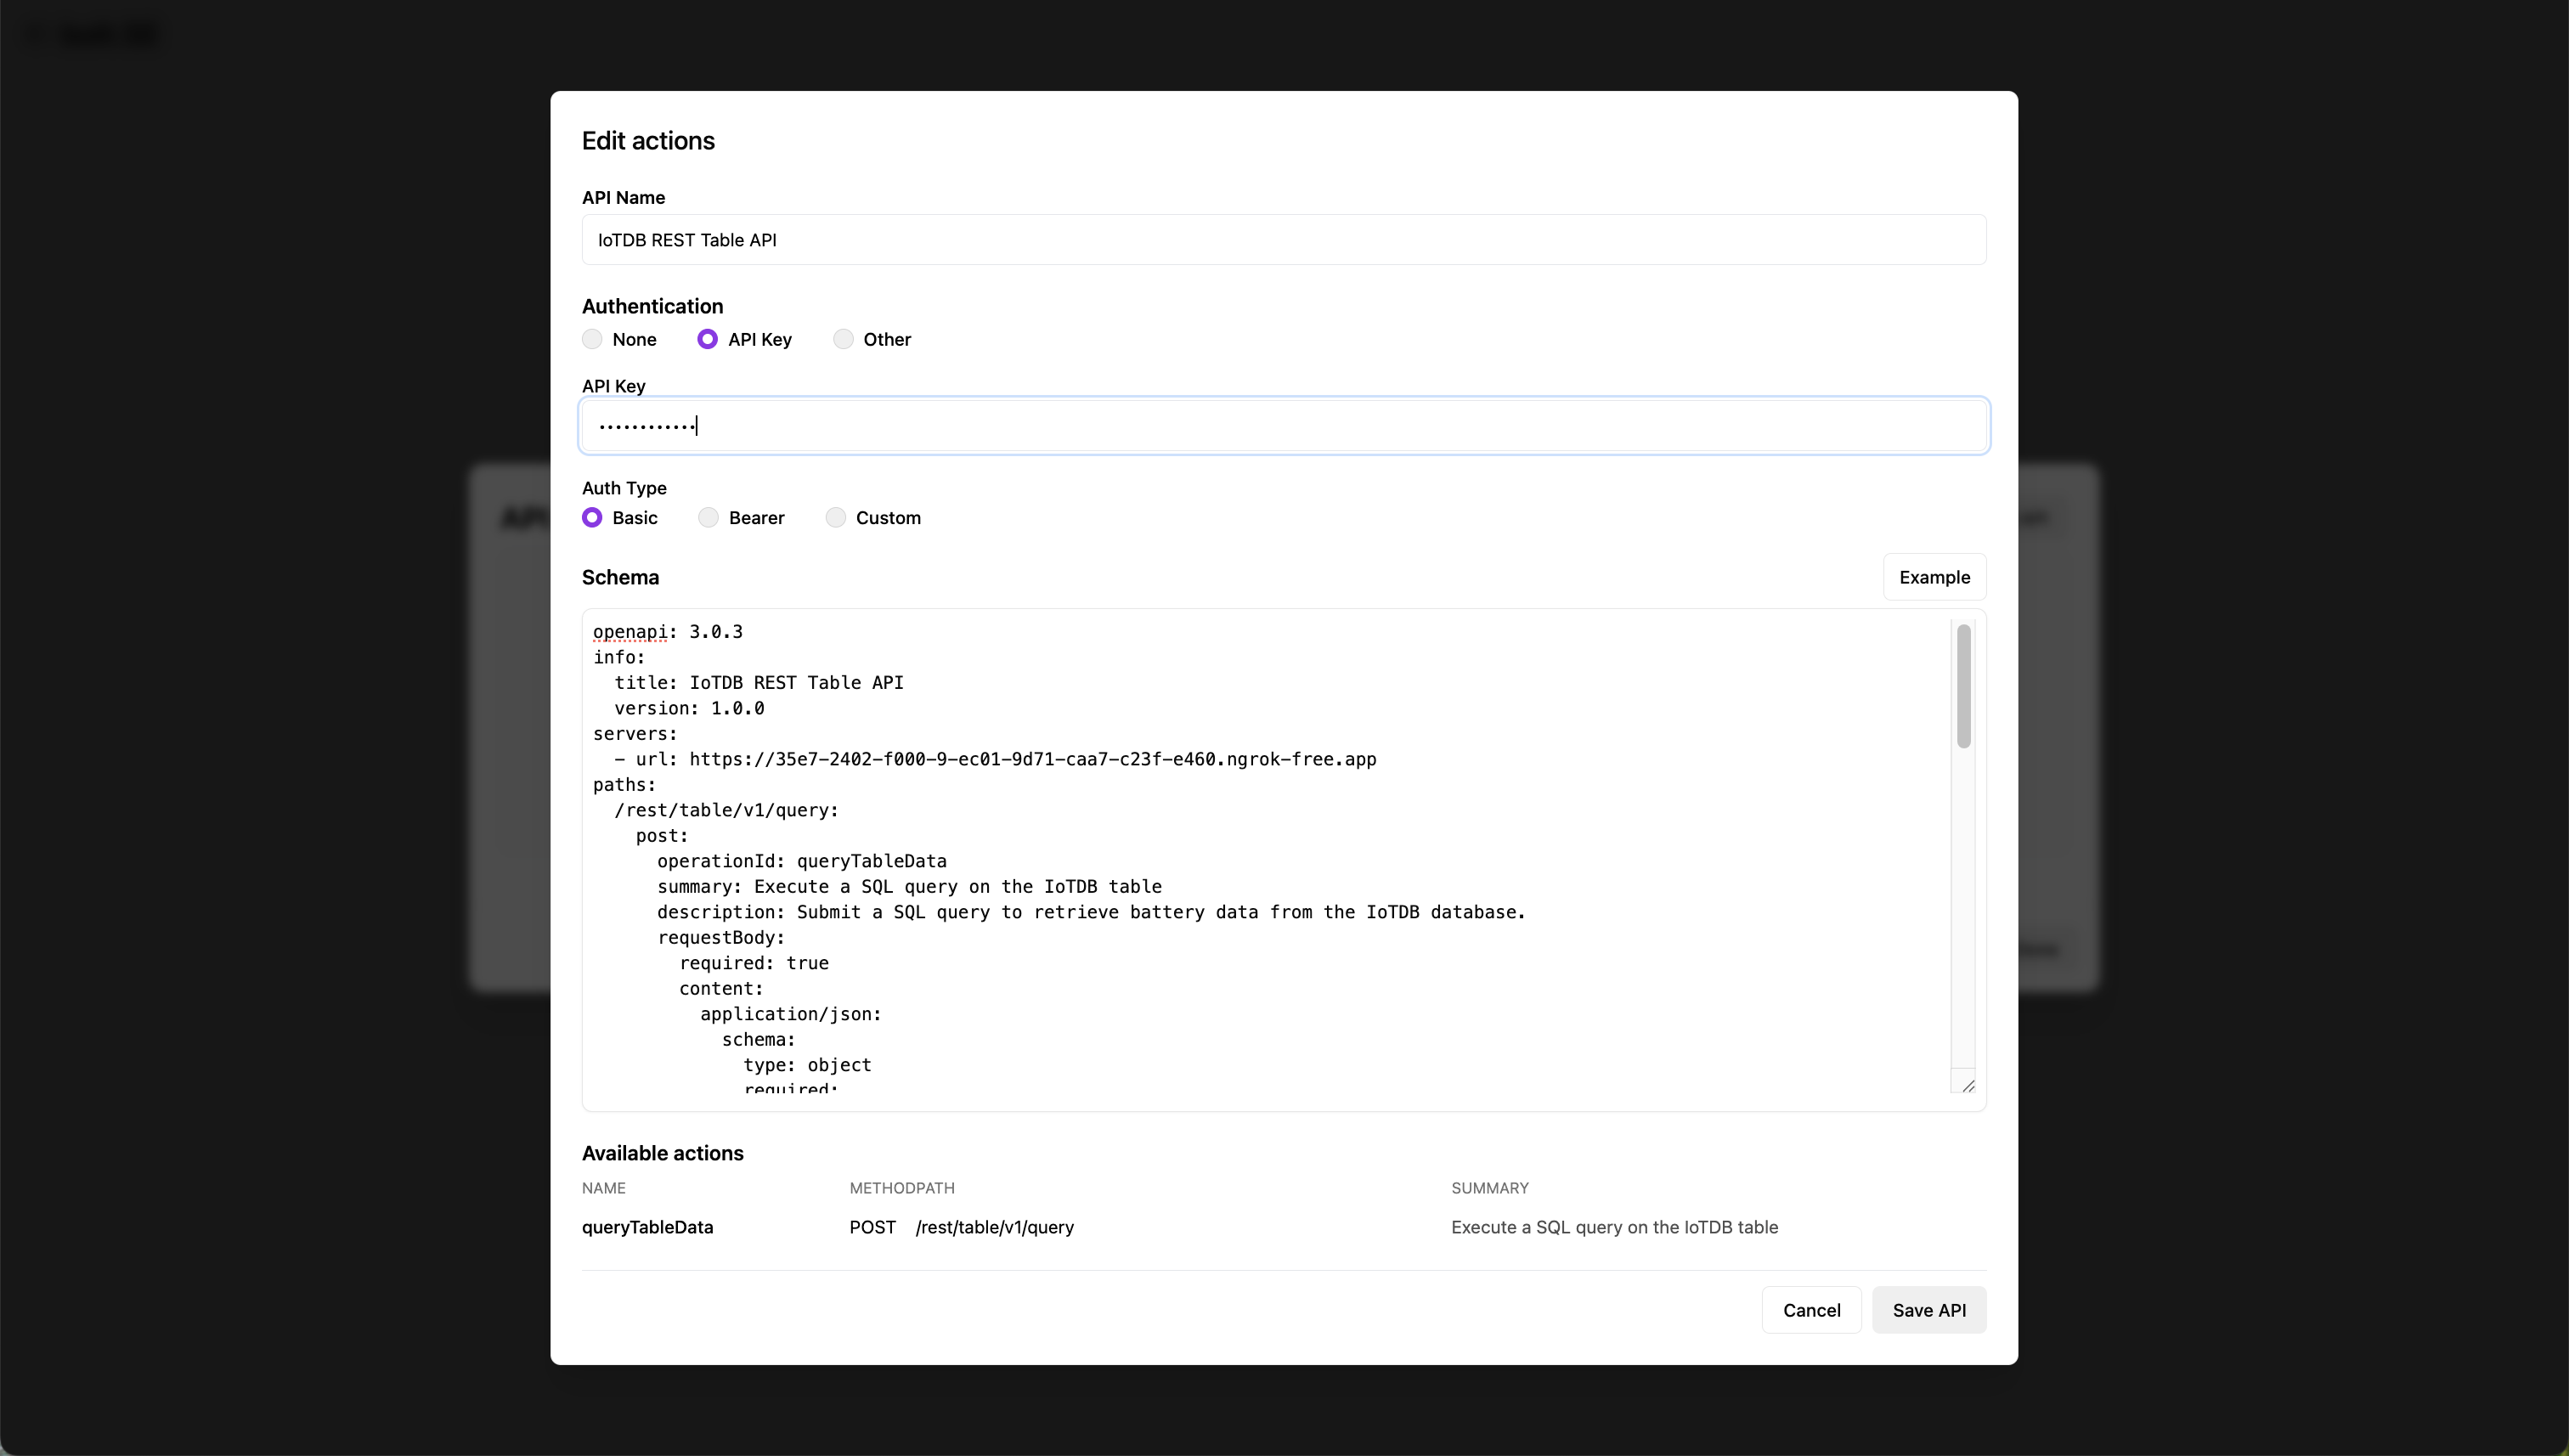 Edit actions
API Name
IoTDB REST Table API
Authentication
None API Key Other
API Key
••••••••••••
Auth Type
Basic Bearer Custom
Schema Example
openapi: 3.0.3
info:
  title: IoTDB REST Table API
  version: 1.0.0
servers:
  - url: https://35e7-2402-f000-9-ec01-9d71-caa7-c23f-e460.ngrok-free.app
paths:
  /rest/table/v1/query:
    post:
      operationId: queryTableData
      summary: Execute a SQL query on the IoTDB table
      description: Submit a SQL query to retrieve battery data from the IoTDB database.
      requestBody:
        required: true
        content:
          application/json:
            schema:
              type: object
              required:
Available actions
NAME METHOD PATH SUMMARY
queryTableData POST /rest/table/v1/query Execute a SQL query on the IoTDB table
Cancel Save API